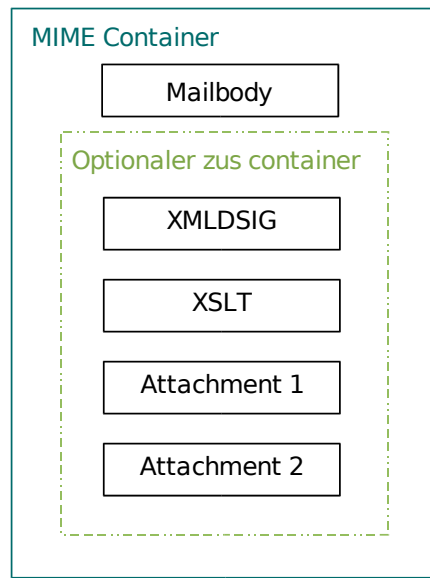 MIME Container
Mailbody
Optionaler zus container
XMLDSIG
XSLT
Attachment 1
Attachment 2